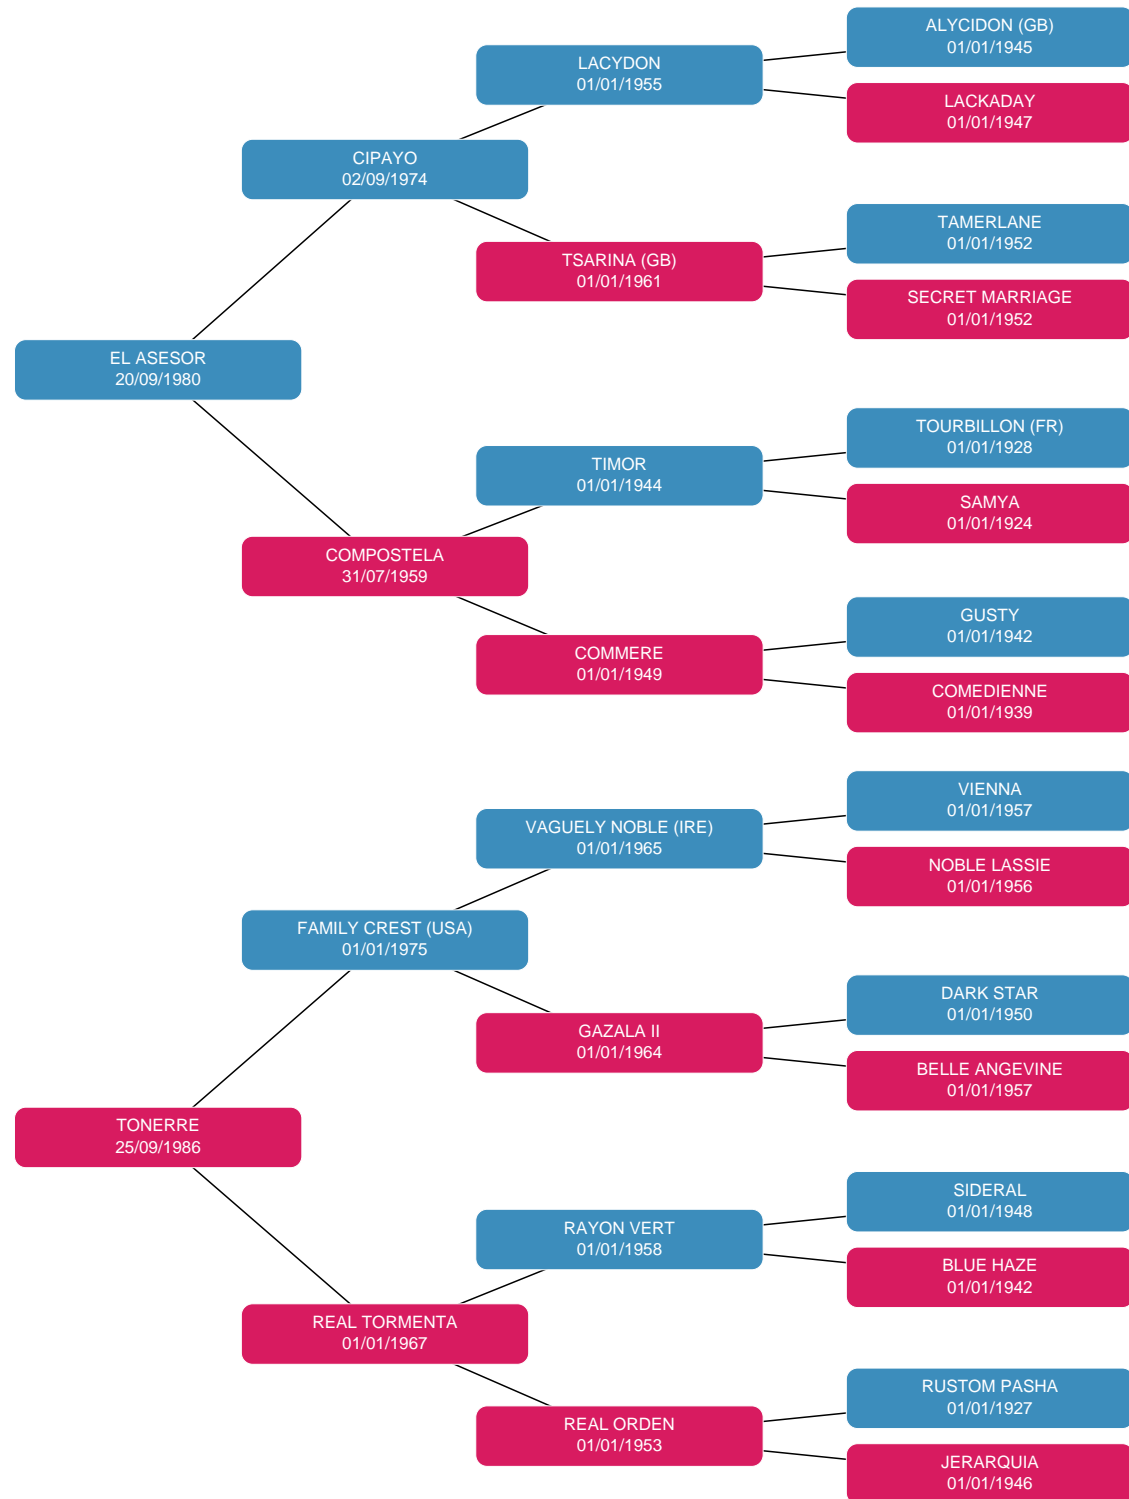 ALYCIDON (GB)
01/01/1945
LACYDON
01/01/1955
LACKADAY
01/01/1947
CIPAYO
02/09/1974
TAMERLANE
01/01/1952
TSARINA (GB)
01/01/1961
SECRET MARRIAGE
01/01/1952
EL ASESOR
20/09/1980
TOURBILLON (FR)
01/01/1928
TIMOR
01/01/1944
SAMYA
01/01/1924
COMPOSTELA
31/07/1959
GUSTY
01/01/1942
COMMERE
01/01/1949
COMEDIENNE
01/01/1939
VIENNA
01/01/1957
VAGUELY NOBLE (IRE)
01/01/1965
NOBLE LASSIE
01/01/1956
FAMILY CREST (USA)
01/01/1975
DARK STAR
01/01/1950
GAZALA II
01/01/1964
BELLE ANGEVINE
01/01/1957
TONERRE
25/09/1986
SIDERAL
01/01/1948
RAYON VERT
01/01/1958
BLUE HAZE
01/01/1942
REAL TORMENTA
01/01/1967
RUSTOM PASHA
01/01/1927
REAL ORDEN
01/01/1953
JERARQUIA
01/01/1946